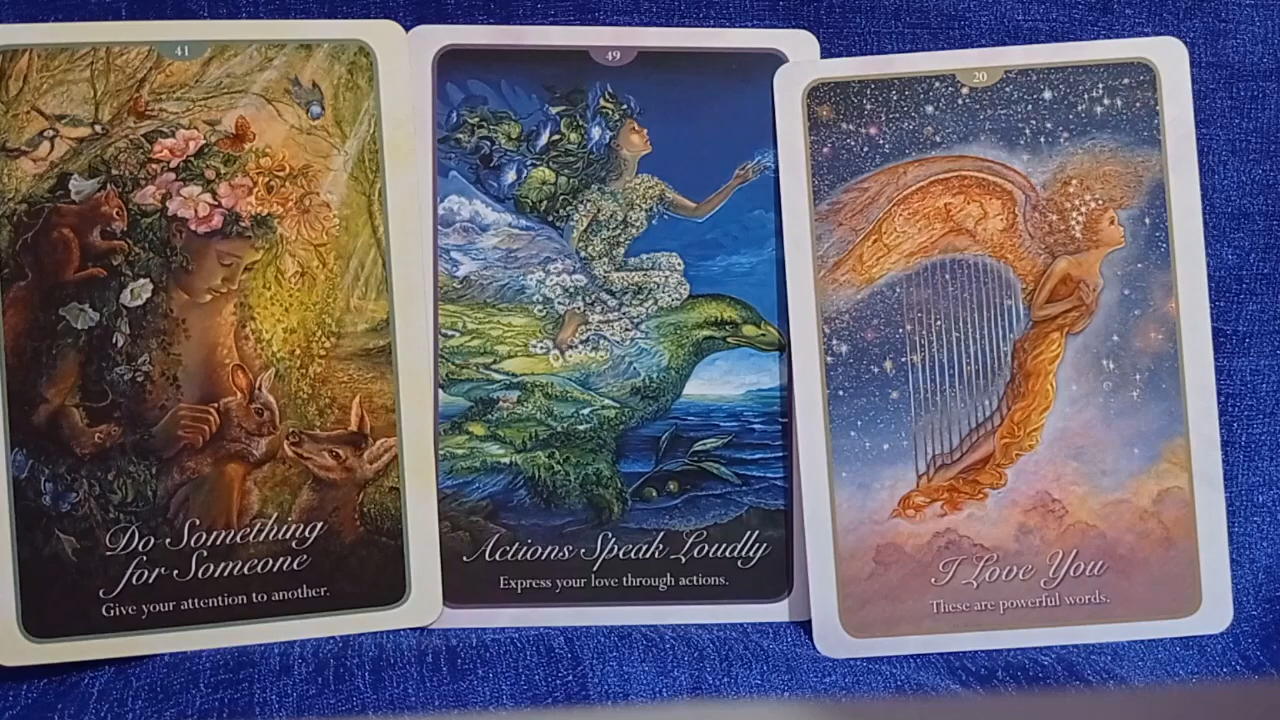 41
Do Something
for Someone
Give your attention to another.
49
Actions Speak Loudly
Express your love through actions.
20
I Love You
These are powerful words.